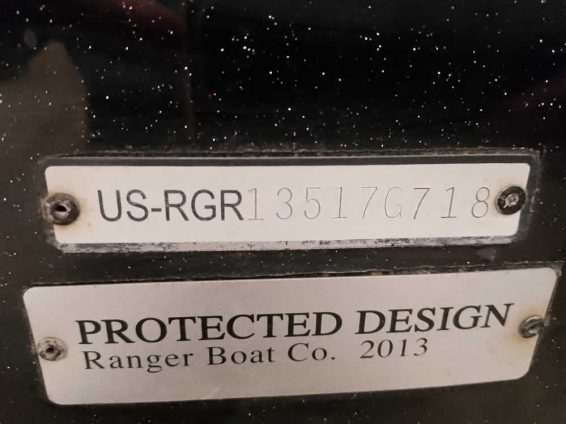 US-RGR13517G718
PROTECTED DESIGN
Ranger Boat Co. 2013